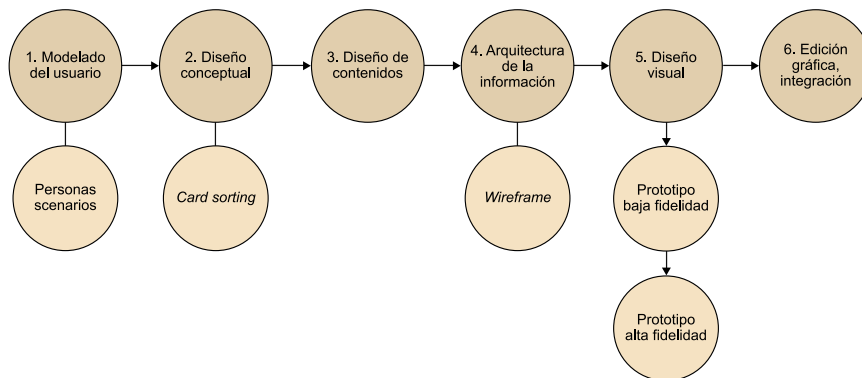 1. Modelado
del usuario
2. Diseño
conceptual
3. Diseño de
contenidos
4. Arquitectura
de la
información
5. Diseño
visual
6. Edición
gráfica,
integración
Personas
scenarios
Card sorting
Wireframe
Prototipo
baja fidelidad
Prototipo
alta fidelidad